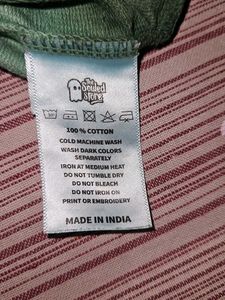 The
Souled
Store
100 % COTTON
COLD MACHINE WASH
WASH DARK COLORS
SEPARATELY
IRON AT MEDIUM HEAT
DO NOT TUMBLE DRY
DO NOT BLEACH
DO NOT IRON ON
PRINT OR EMBROIDERY
MADE IN INDIA